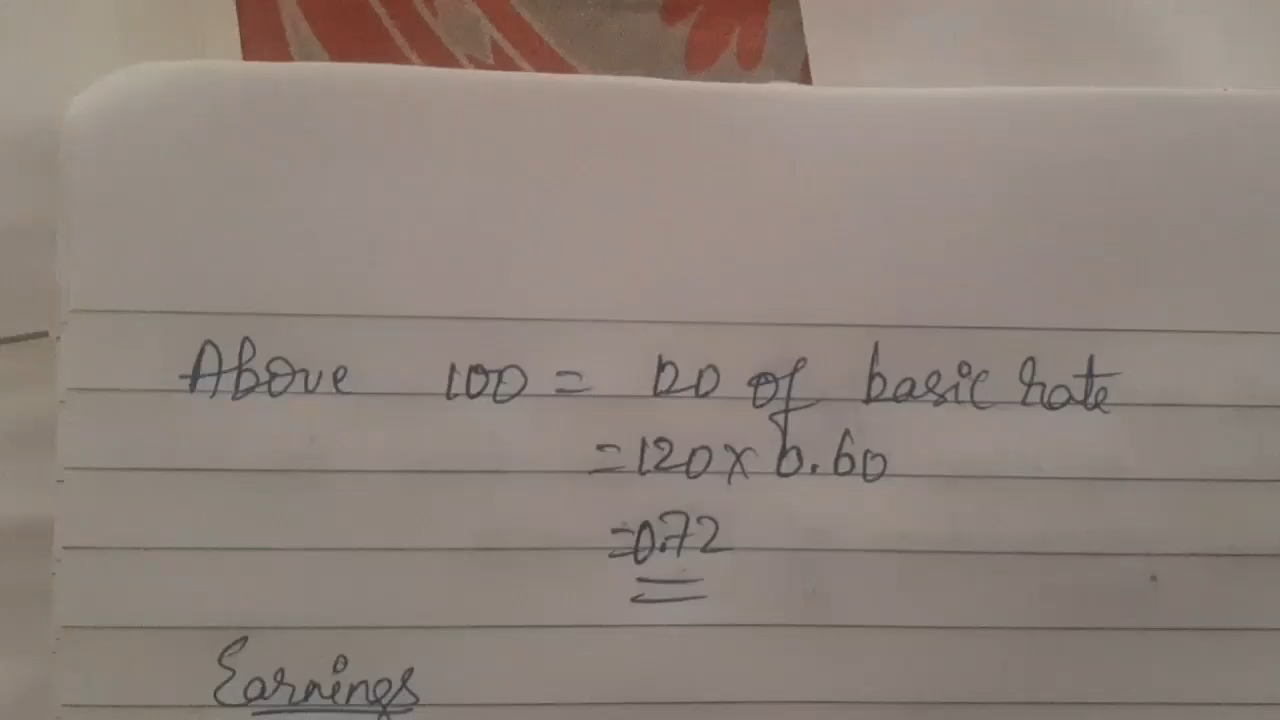 Above 100 = 120 of basic rate
= 120 x 0.60
= 0.72
Earnings